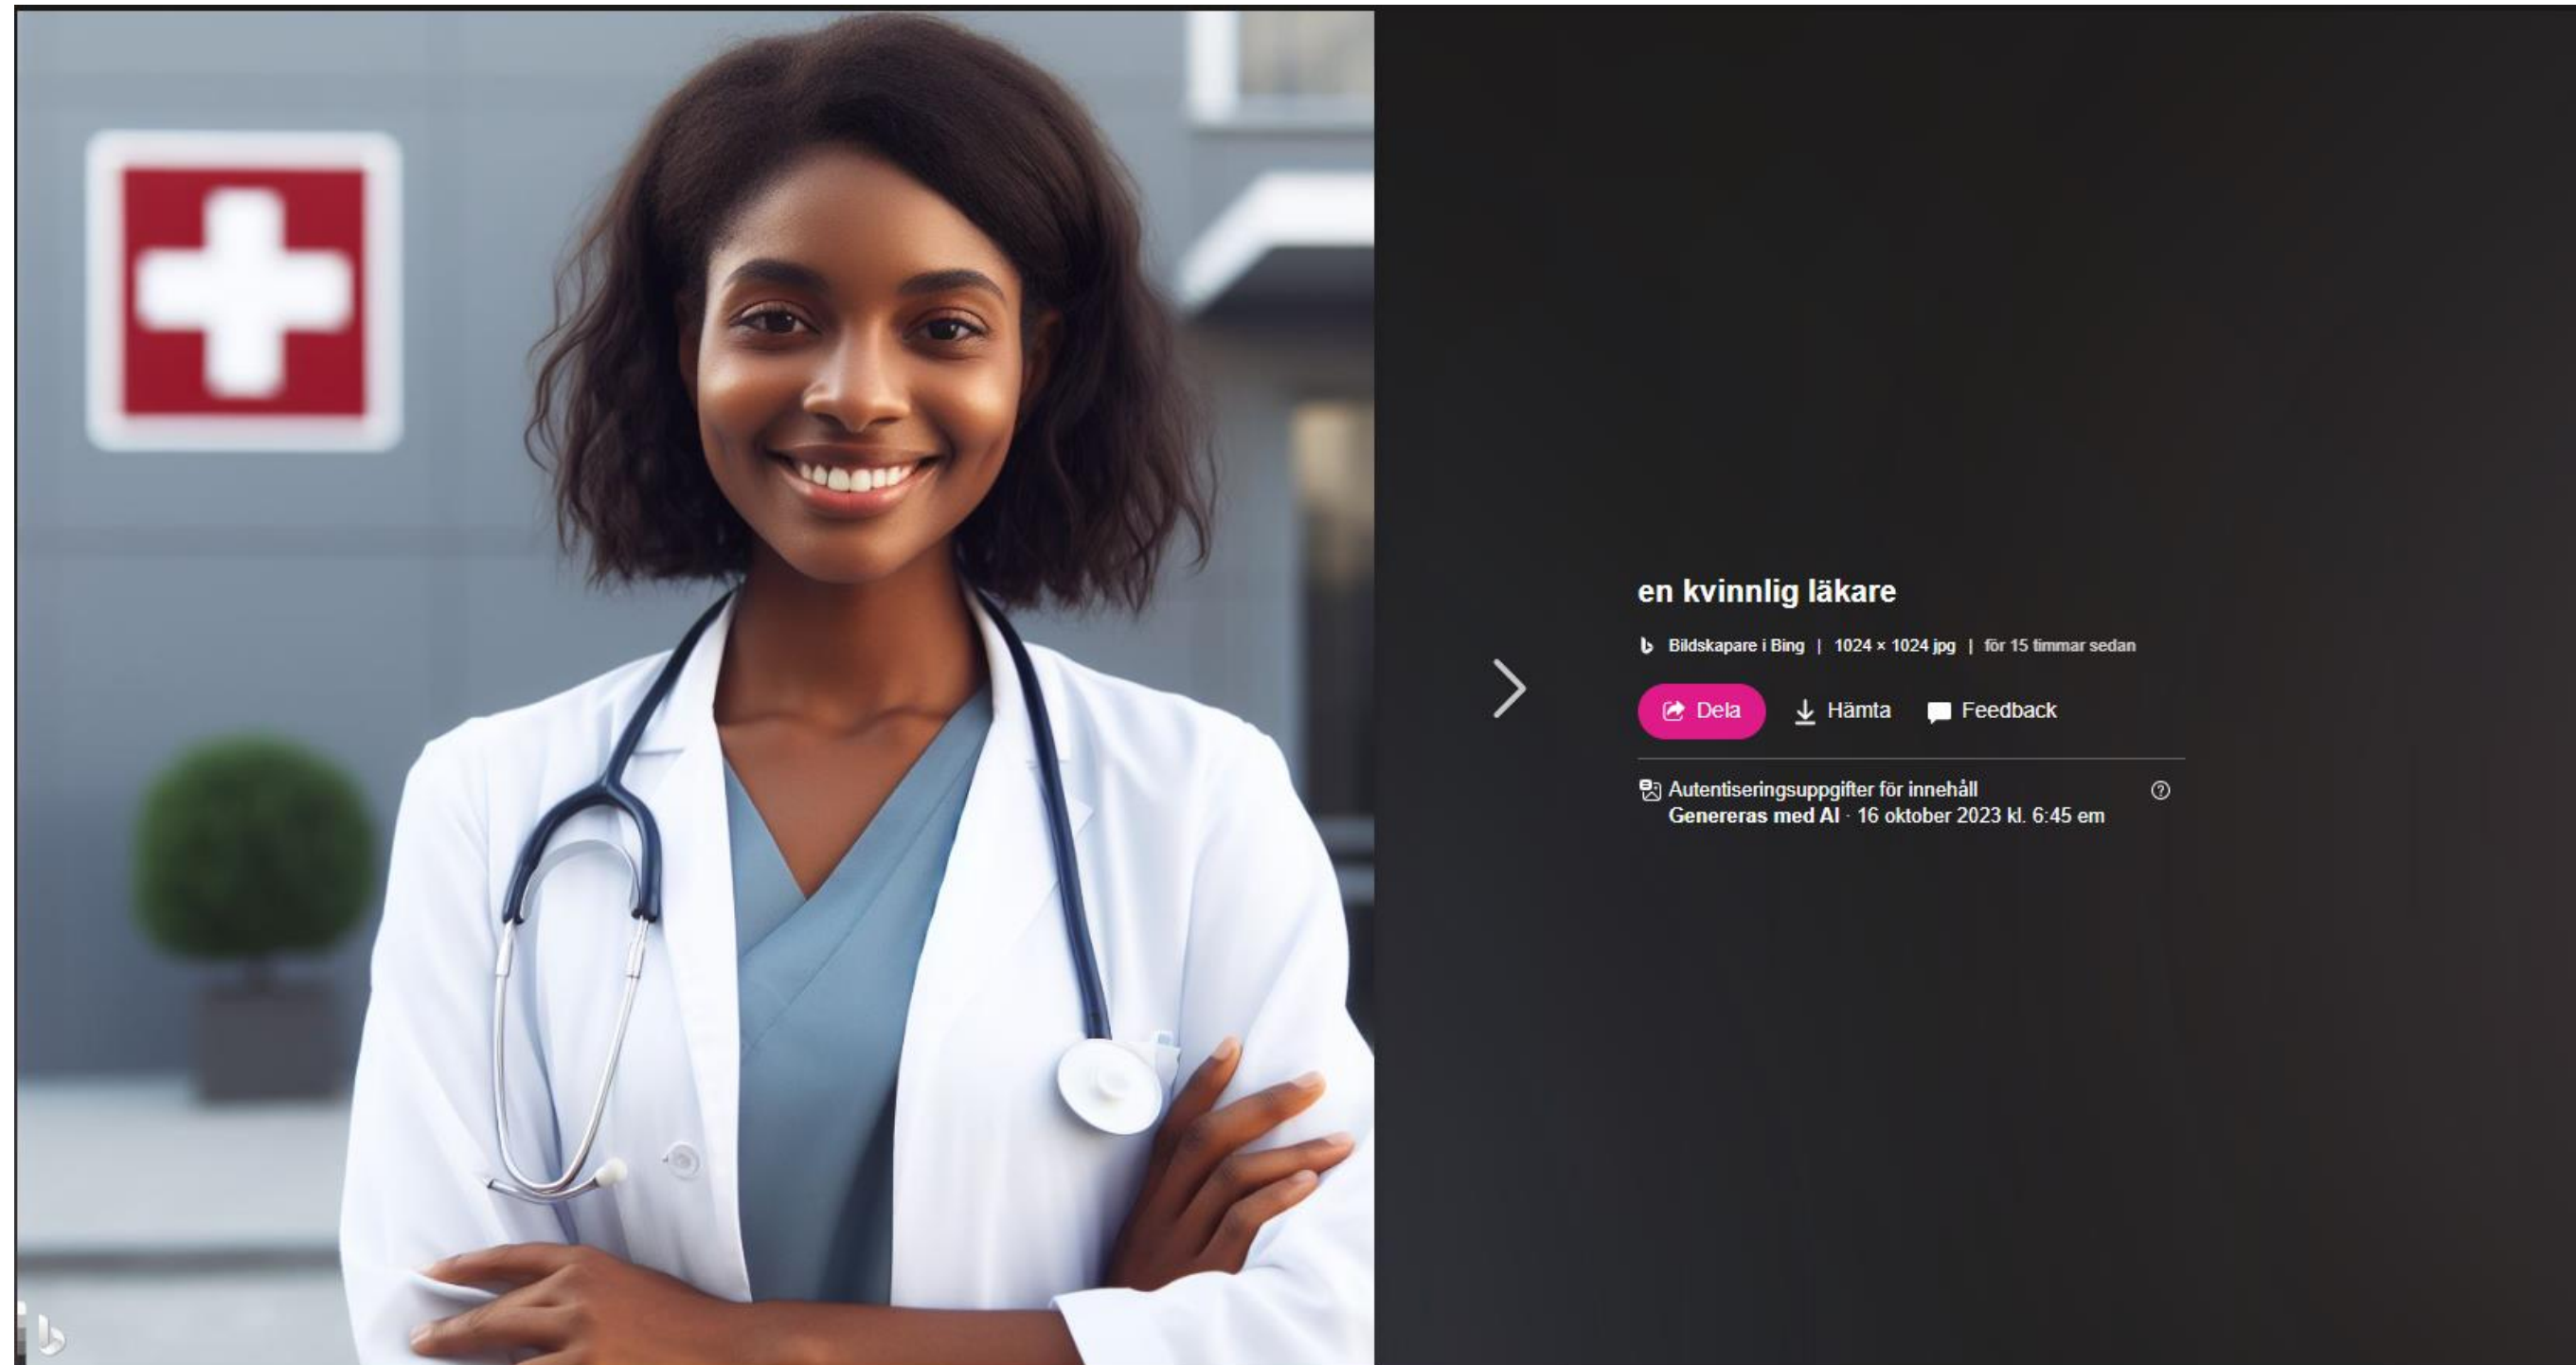 en kvinnlig läkare
Bildskapare i Bing | 1024 × 1024 jpg | för 15 timmar sedan
Dela Hämta Feedback
Autentiseringsuppgifter för innehåll
Genereras med AI · 16 oktober 2023 kl. 6:45 em